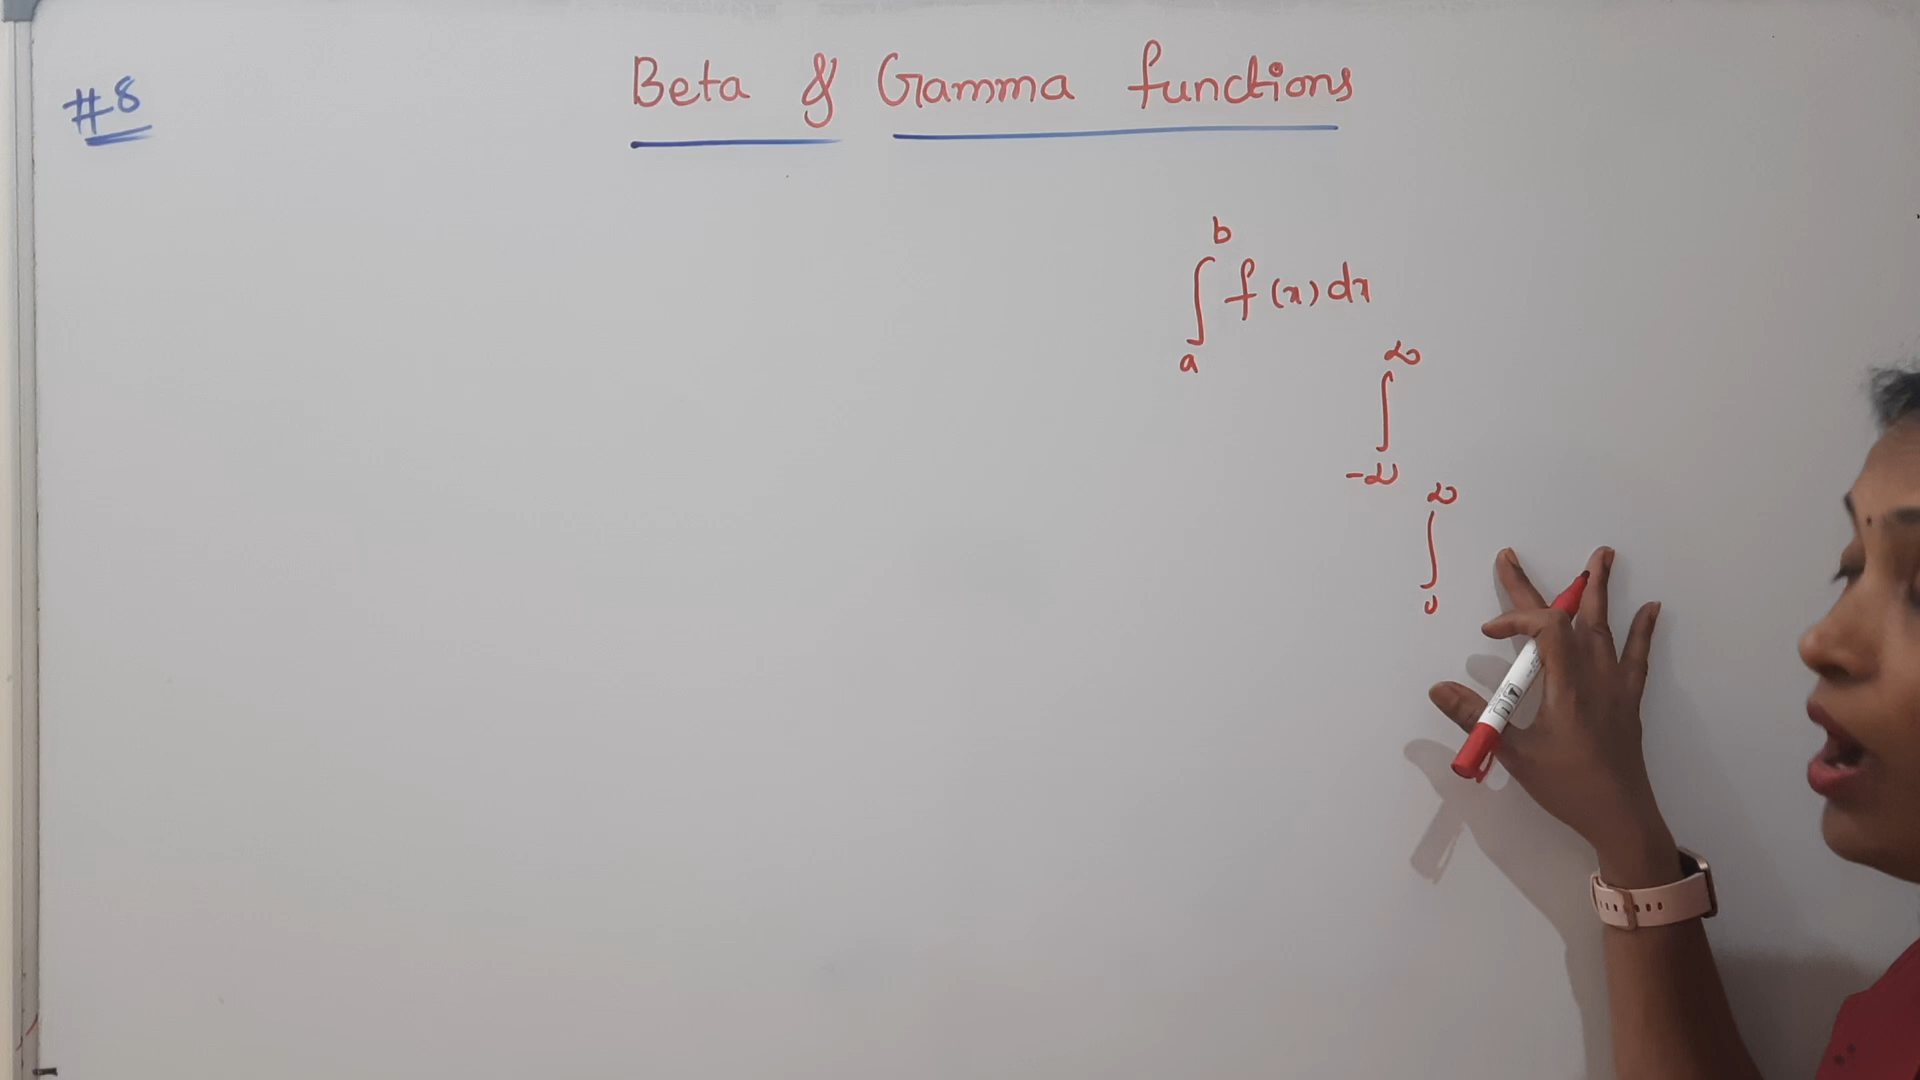 #8
Beta & Gamma functions
b
∫ f(x) dx
a
∞
∫
-∞
∞
∫
0